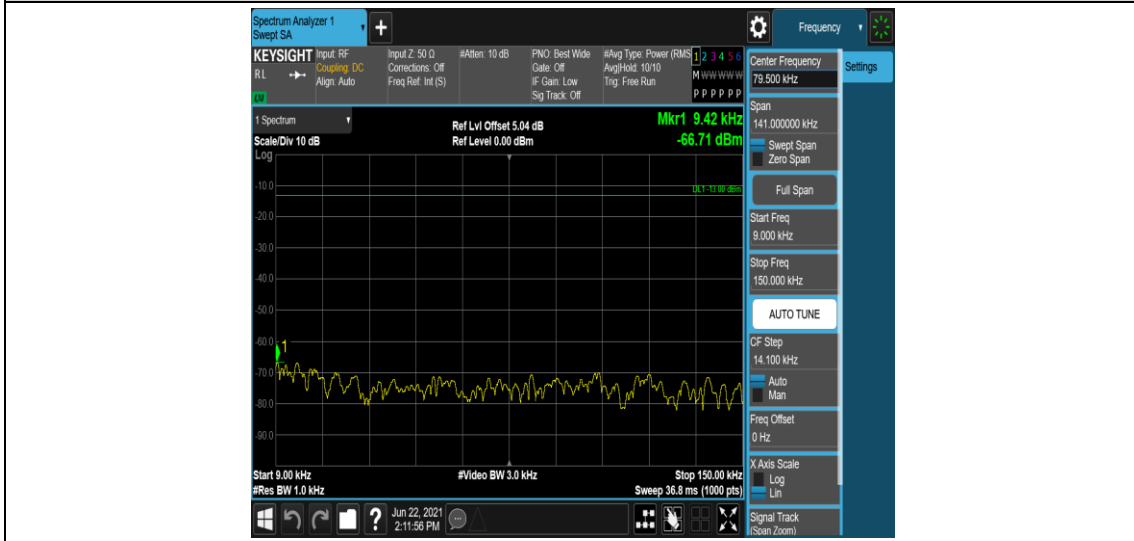 Spectrum Analyzer 1
Swept SA
+
Frequency
KEYSIGHT
RL
Input: RF
Coupling: DC
Align: Auto
Input Z: 50 Ω
Corrections: Off
Freq Ref: Int (S)
#Atten: 10 dB
PNO: Best Wide
Gate: Off
IF Gain: Low
Sig Track: Off
#Avg Type: Power (RMS
Avg|Hold: 10/10
Trig: Free Run
1 2 3 4 5 6
M W W W W W
P P P P P P
Center Frequency
79.500 kHz
Settings
Span
141.000000 kHz
Swept Span
Zero Span
Full Span
Start Freq
9.000 kHz
Stop Freq
150.000 kHz
AUTO TUNE
CF Step
14.100 kHz
Auto
Man
Freq Offset
0 Hz
X Axis Scale
Log
Lin
Signal Track
(Span Zoom)
1 Spectrum
Scale/Div 10 dB
Ref Lvl Offset 5.04 dB
Ref Level 0.00 dBm
Mkr1 9.42 kHz
-66.71 dBm
Log
DL1 -13.00 dBm
-10.0
-20.0
-30.0
-40.0
-50.0
-60.0
1
-70.0
-80.0
-90.0
Start 9.00 kHz
#Video BW 3.0 kHz
Stop 150.00 kHz
#Res BW 1.0 kHz
Sweep 36.8 ms (1000 pts)
?
Jun 22, 2021
2:11:56 PM